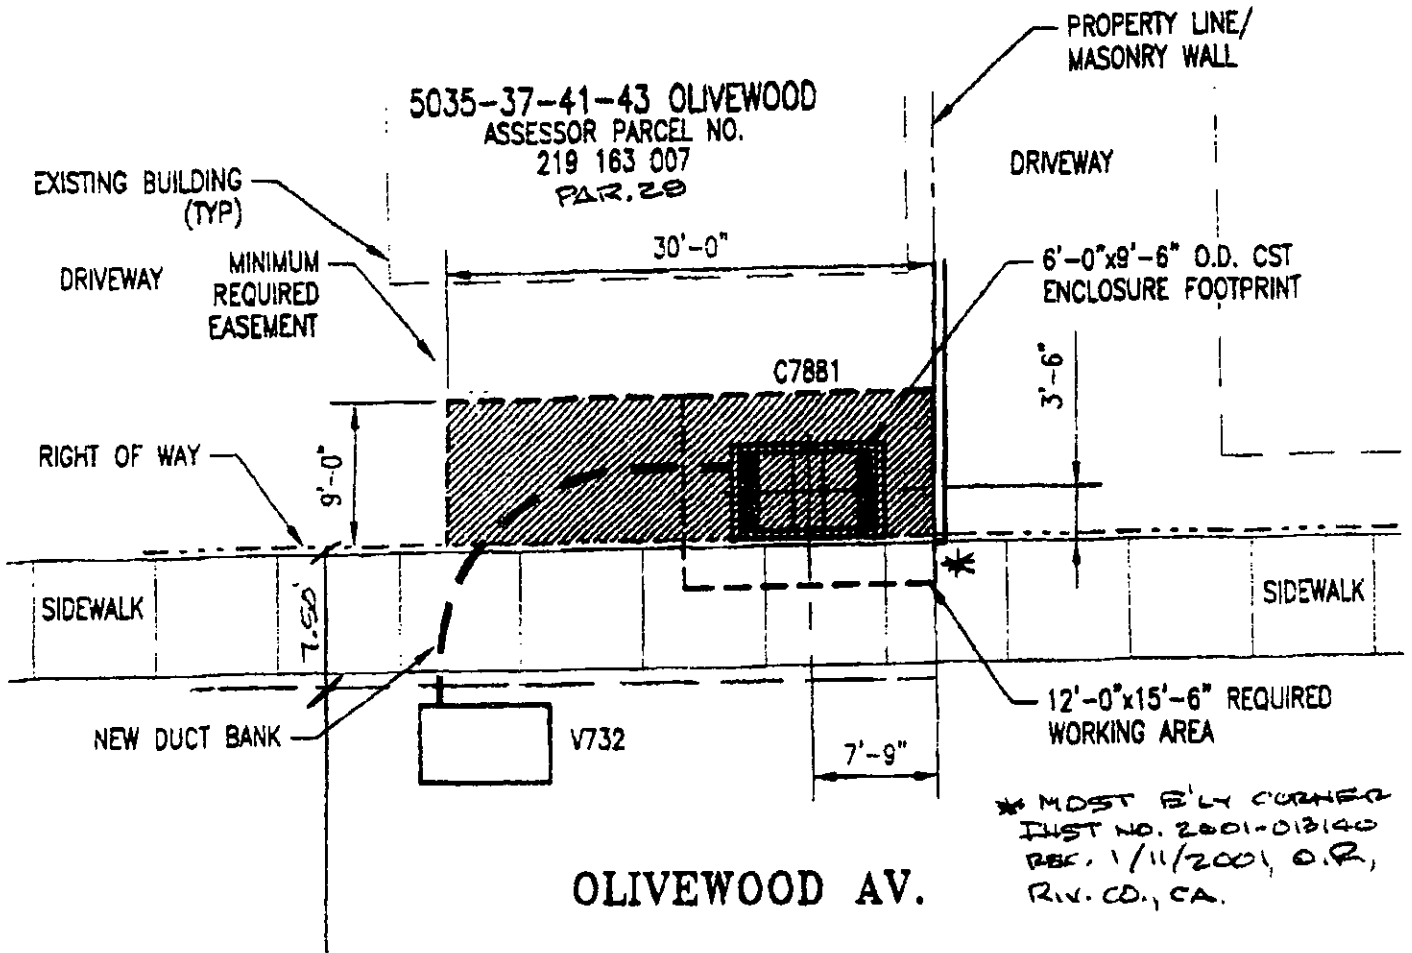 PROPERTY LINE/
MASONRY WALL
5035-37-41-43 OLIVEWOOD
ASSESSOR PARCEL NO.
219 163 007
PAR. 28
DRIVEWAY
EXISTING BUILDING
(TYP)
30'-0"
DRIVEWAY
MINIMUM
REQUIRED
EASEMENT
6'-0"x9'-6" O.D. CST
ENCLOSURE FOOTPRINT
C7881
3'-6"
RIGHT OF WAY
9'-0"
SIDEWALK
7.50'
SIDEWALK
NEW DUCT BANK
V732
12'-0"x15'-6" REQUIRED
WORKING AREA
7'-9"
* MOST E'LY CORNER
INST NO. 2001-013140
REC. 1/11/2001, O.R.,
RIV. CO., CA.
OLIVEWOOD AV.